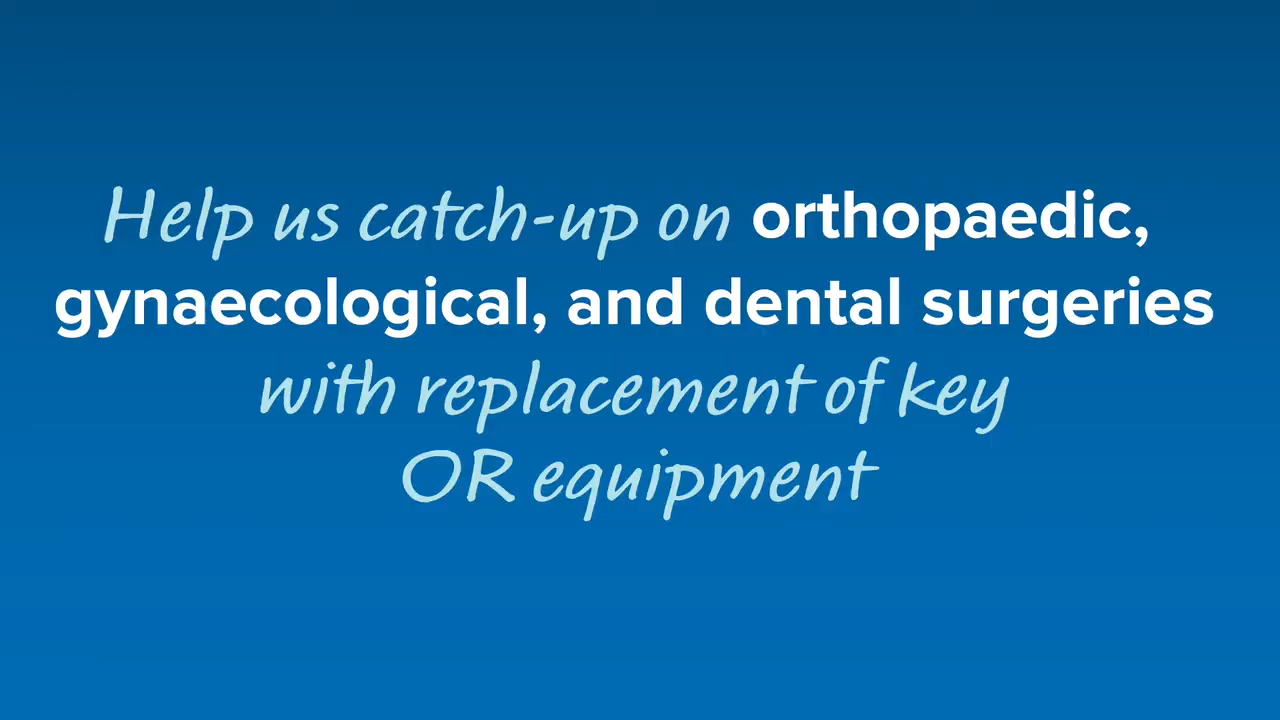 Help us catch-up on orthopaedic,
gynaecological, and dental surgeries
with replacement of key
OR equipment